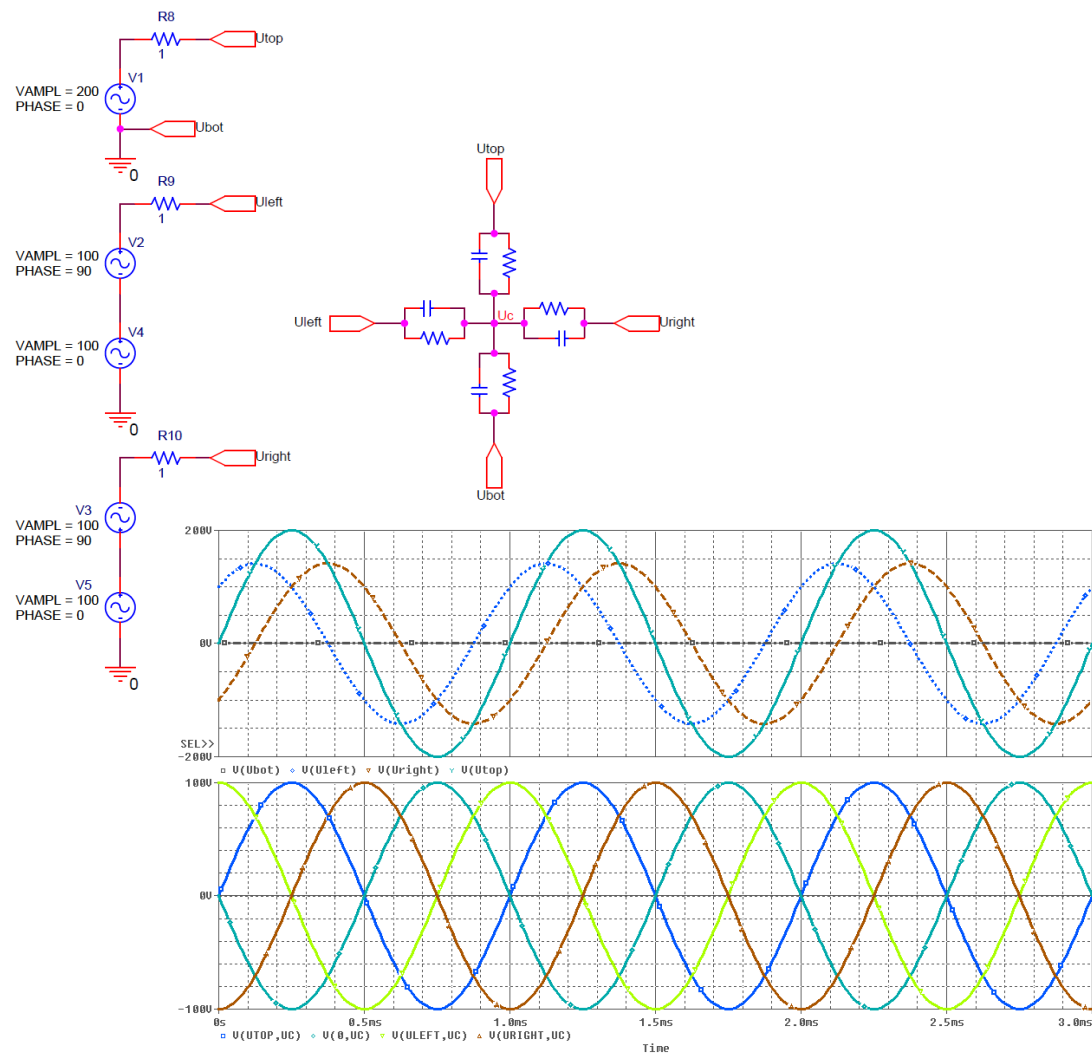 R8
Utop
1
V1
VAMPL = 200
PHASE = 0
Ubot
0
R9
Uleft
1
V2
VAMPL = 100
PHASE = 90
V4
VAMPL = 100
PHASE = 0
0
R10
Uright
1
V3
VAMPL = 100
PHASE = 90
V5
VAMPL = 100
PHASE = 0
0
Utop
Uleft
Uc
Uright
Ubot
200V
0V
SEL>>
-200V
V(Ubot) V(Uleft) V(Uright) V(Utop)
100V
0V
-100V
0s 0.5ms 1.0ms 1.5ms 2.0ms 2.5ms 3.0ms
V(UTOP,UC) V(0,UC) V(ULEFT,UC) V(URIGHT,UC)
Time